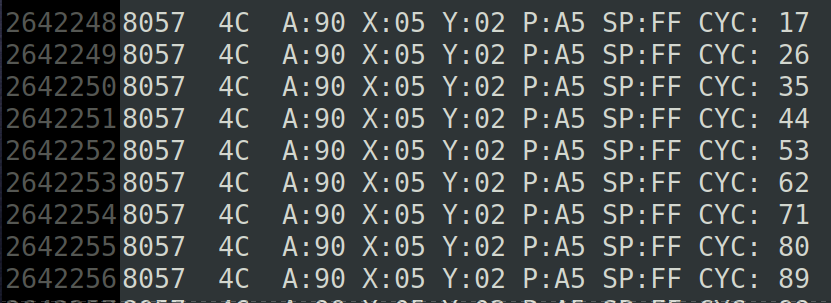 2642248 8057  4C  A:90 X:05 Y:02 P:A5 SP:FF CYC: 17
2642249 8057  4C  A:90 X:05 Y:02 P:A5 SP:FF CYC: 26
2642250 8057  4C  A:90 X:05 Y:02 P:A5 SP:FF CYC: 35
2642251 8057  4C  A:90 X:05 Y:02 P:A5 SP:FF CYC: 44
2642252 8057  4C  A:90 X:05 Y:02 P:A5 SP:FF CYC: 53
2642253 8057  4C  A:90 X:05 Y:02 P:A5 SP:FF CYC: 62
2642254 8057  4C  A:90 X:05 Y:02 P:A5 SP:FF CYC: 71
2642255 8057  4C  A:90 X:05 Y:02 P:A5 SP:FF CYC: 80
2642256 8057  4C  A:90 X:05 Y:02 P:A5 SP:FF CYC: 89